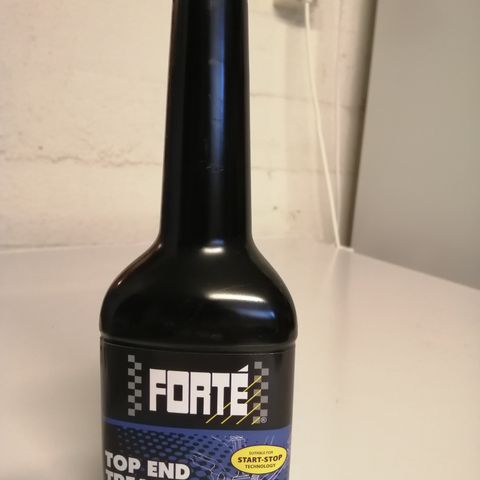 FORTÉ
®
SUITABLE FOR
START-STOP
TECHNOLOGY
TOP END